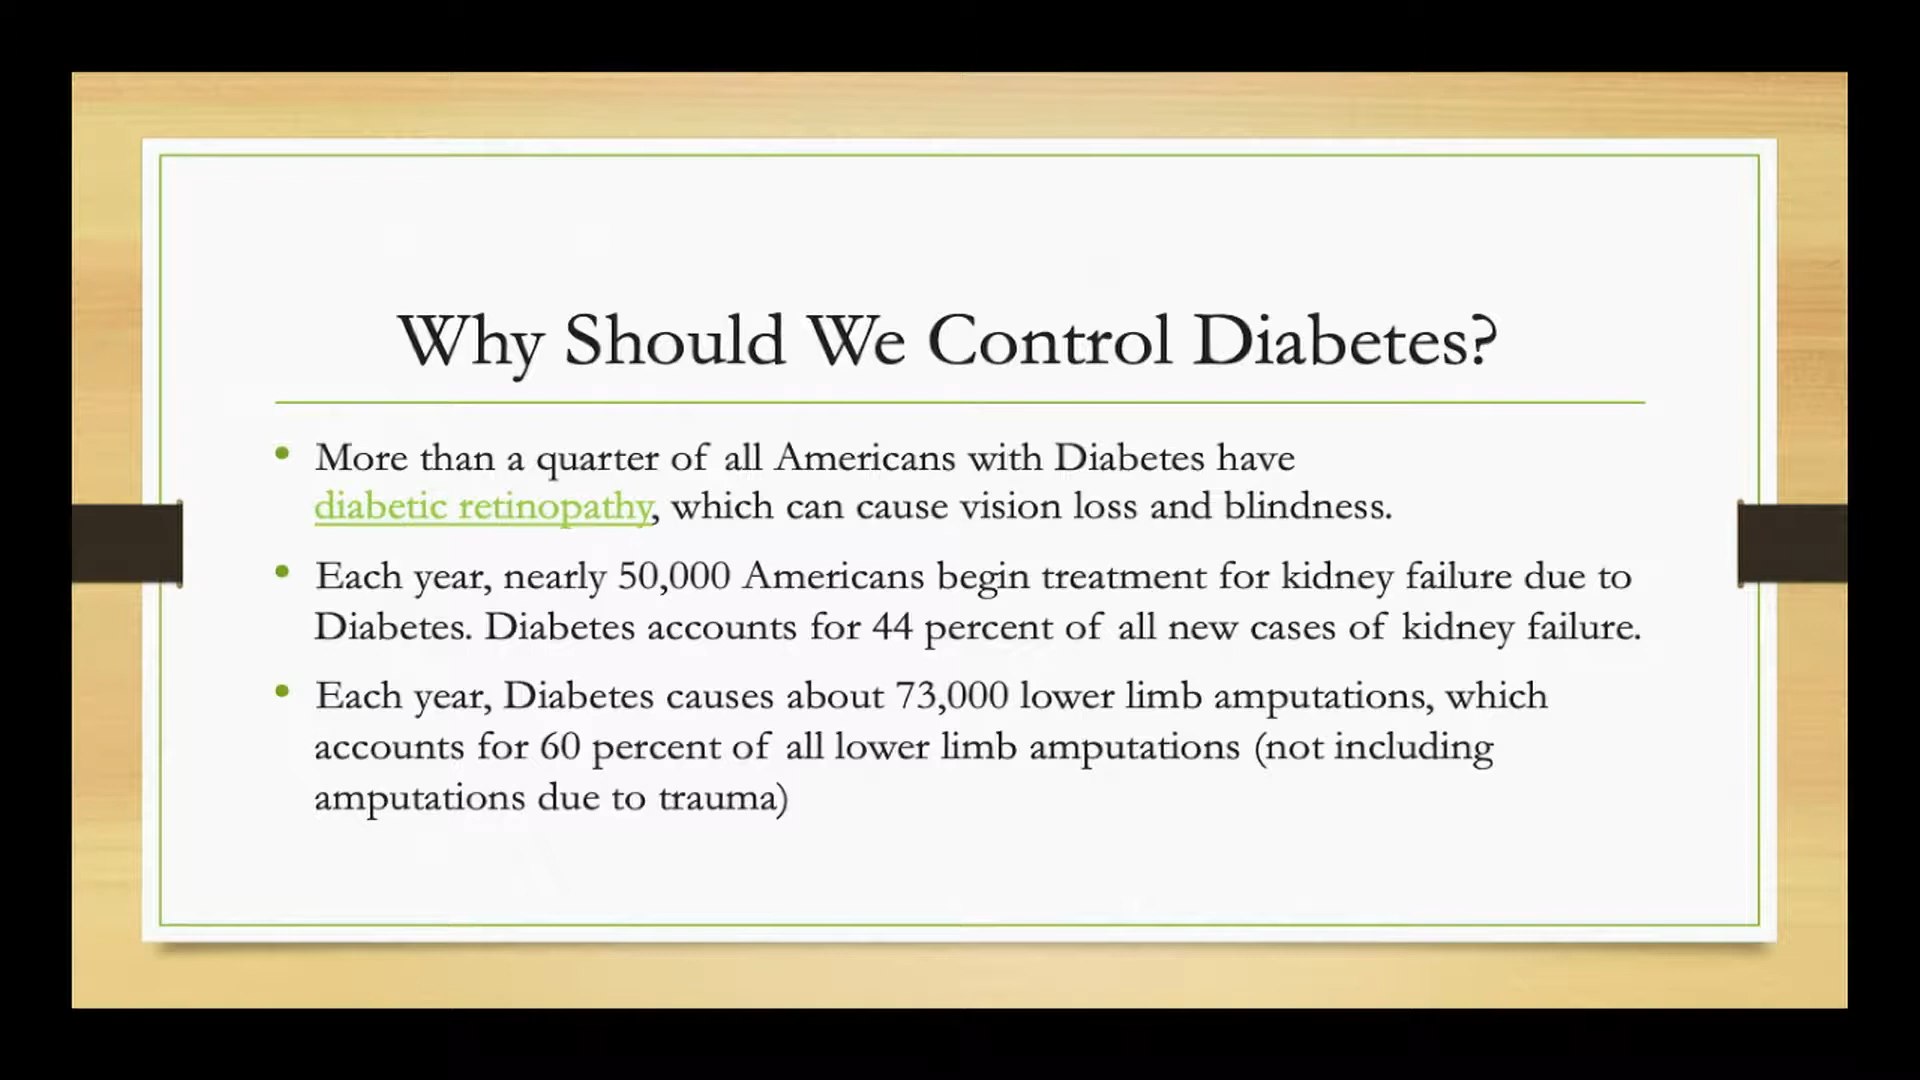 Why Should We Control Diabetes?
• More than a quarter of all Americans with Diabetes have
diabetic retinopathy, which can cause vision loss and blindness.
• Each year, nearly 50,000 Americans begin treatment for kidney failure due to
Diabetes. Diabetes accounts for 44 percent of all new cases of kidney failure.
• Each year, Diabetes causes about 73,000 lower limb amputations, which
accounts for 60 percent of all lower limb amputations (not including
amputations due to trauma)